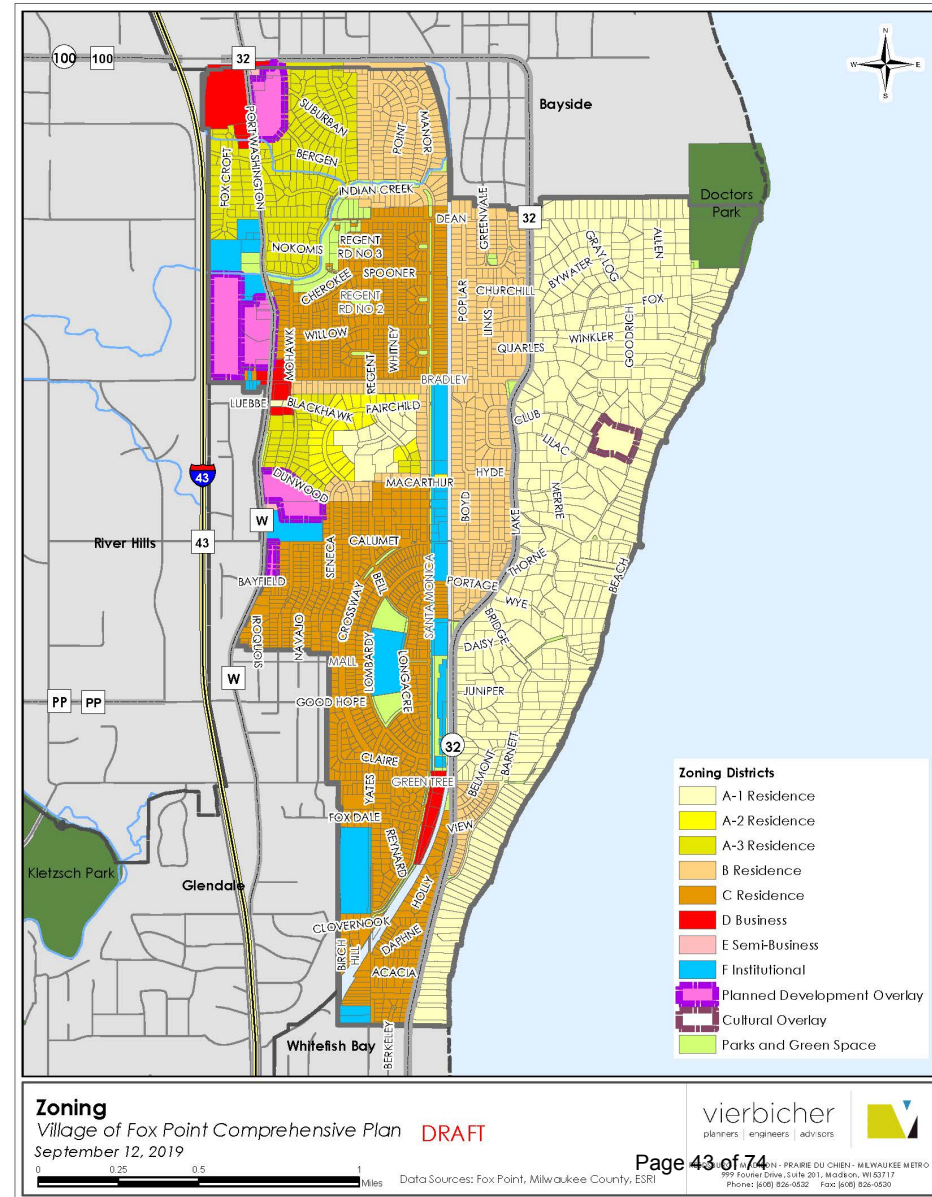 N
W
E
S
100
100
32
Bayside
SUBURBAN
POINT
MANOR
PORT WASHINGTON
BERGEN
FOX CROFT
INDIAN CREEK
Doctors
Park
DEAN
GREENVALE
32
NOKOMIS
REGENT
RD NO 3
CHEROKEE
SPOONER
REGENT
RD NO 2
GRAYLOG
ALLEN
BYWATER
FOX
POPLAR
CHURCHILL
LINKS
GOODRICH
WINKLER
WILLOW
WHITNEY
MOHAWK
QUARLES
REGENT
BRADLEY
LUEBBE
BLACKHAWK
FAIRCHILD
CLUB
LILAC
43
DUNWOOD
MACARTHUR
HYDE
BOYD
MERRIE
LAKE
W
River Hills
43
SENECA
CALUMET
SANTA MONICA
THORNE
BEACH
BAYFIELD
BELL
PORTAGE
CROSSWAY
WYE
BRIDGE
IROQUOIS
NAVAJO
DAISY
MALL
LOMBARDY
LONGACRE
W
PP
PP
GOOD HOPE
JUNIPER
32
CLAIRE
BARNETT
BELMONT
YATES
GREEN TREE
FOX DALE
VIEW
REYNARD
Kletzsch Park
Glendale
HOLLY
CLOVERNOOK
DAPHNE
BIRCH
HILL
ACACIA
Whitefish Bay
BERKELEY
Zoning Districts
A-1 Residence
A-2 Residence
A-3 Residence
B Residence
C Residence
D Business
E Semi-Business
F Institutional
Planned Development Overlay
Cultural Overlay
Parks and Green Space
Zoning
Village of Fox Point Comprehensive Plan DRAFT
September 12, 2019
0 0.25 0.5 1
Miles
Data Sources: Fox Point, Milwaukee County, ESRI
vierbicher
planners | engineers | advisors
Page 43 of 74
- PRAIRIE DU CHIEN - MILWAUKEE METRO
999 Fourier Drive, Suite 201, Madison, WI 53717
Phone: (608) 826-0532 Fax: (608) 826-0530